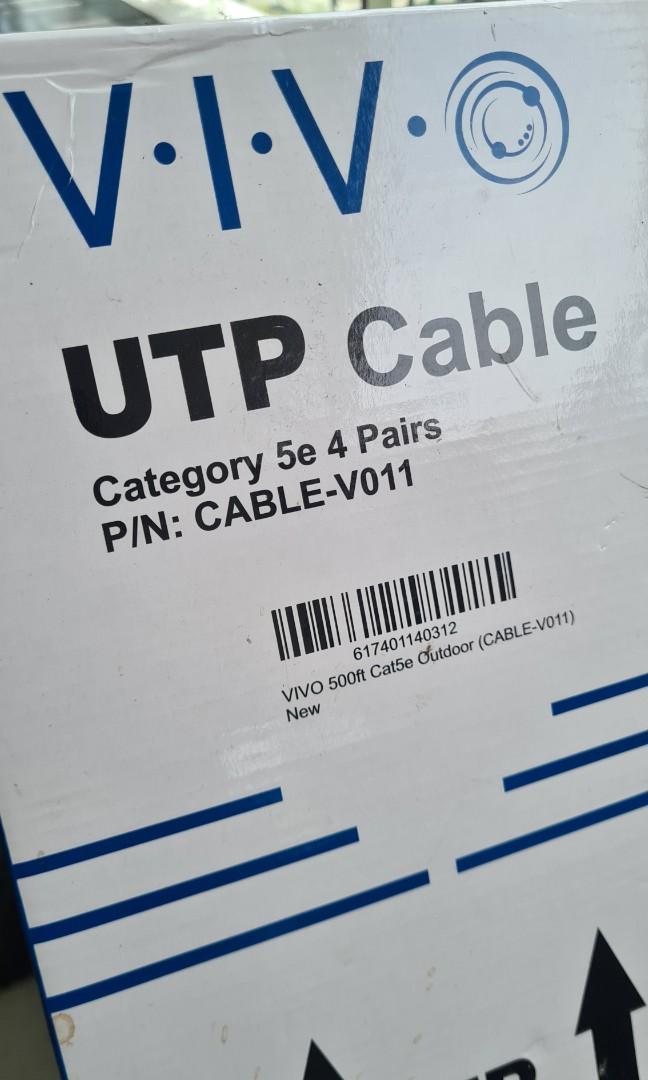 V·I·V·O
UTP Cable
Category 5e 4 Pairs
P/N: CABLE-V011
617401140312
VIVO 500ft Cat5e Outdoor (CABLE-V011)
New